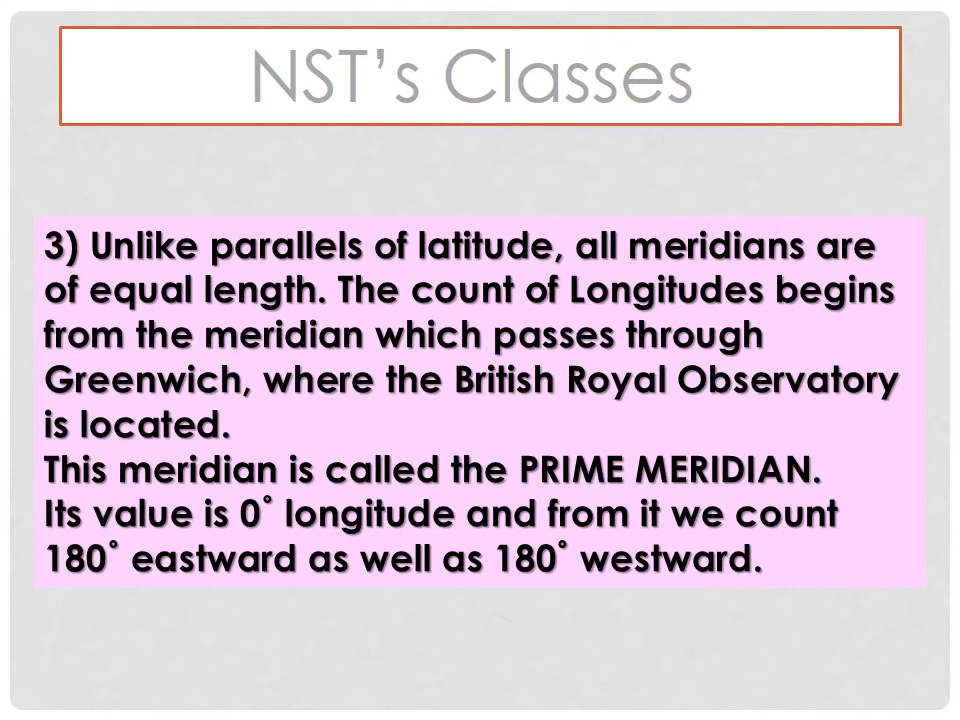 NST's Classes
3) Unlike parallels of latitude, all meridians are
of equal length. The count of Longitudes begins
from the meridian which passes through
Greenwich, where the British Royal Observatory
is located.
This meridian is called the PRIME MERIDIAN.
Its value is 0° longitude and from it we count
180° eastward as well as 180° westward.